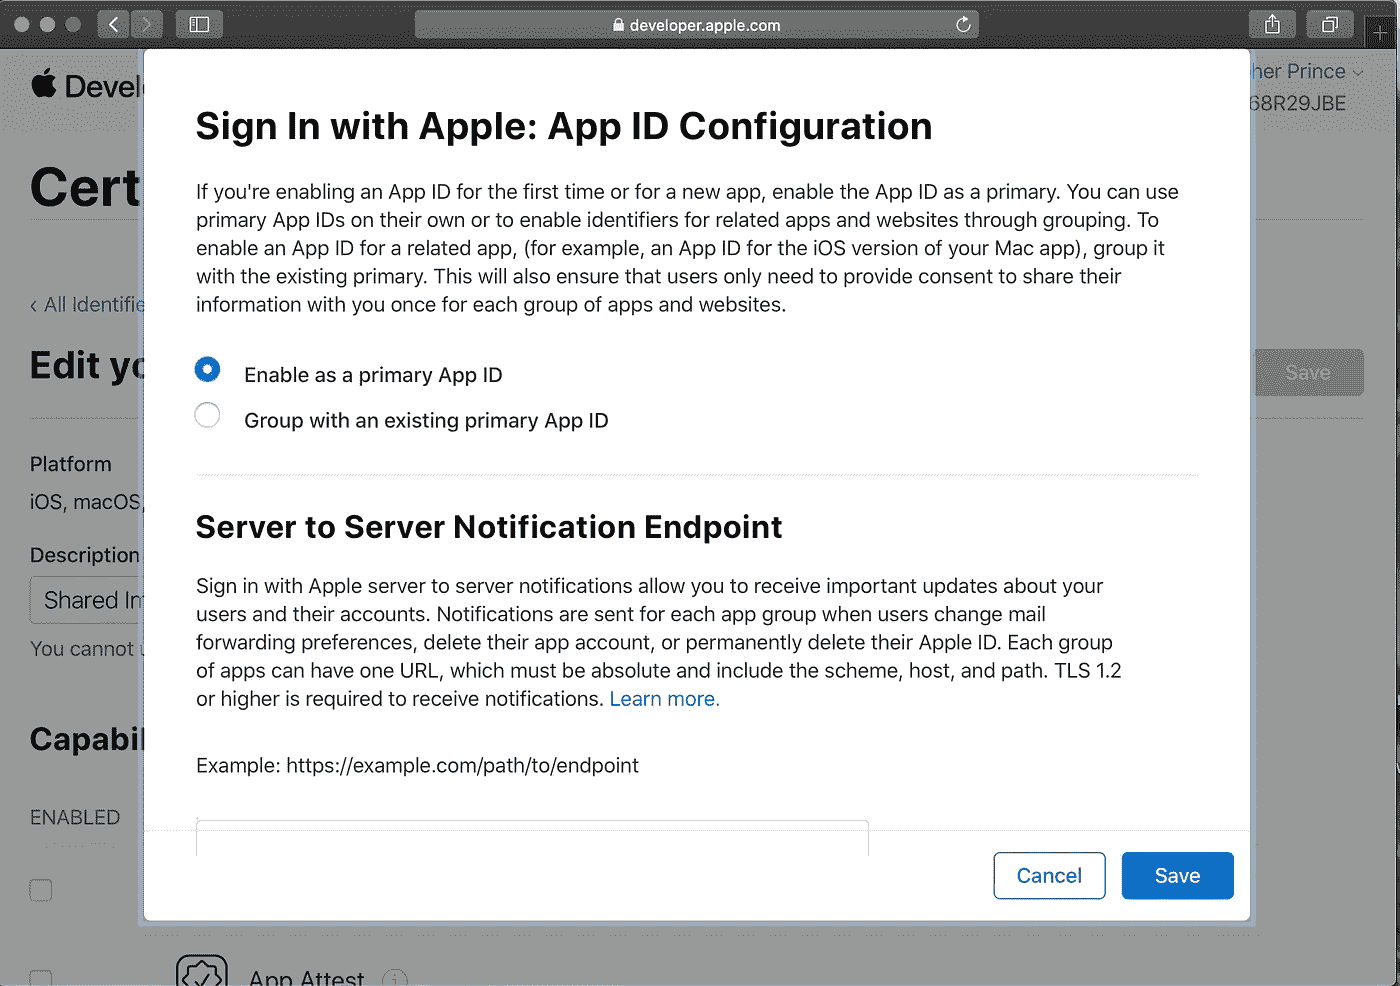 developer.apple.com
Devel
her Prince
68R29JBE
Cert
‹ All Identifie
Edit yo
Save
Platform
iOS, macOS,
Description
Shared In
You cannot u
Capabil
ENABLED
App Attest
Sign In with Apple: App ID Configuration
If you're enabling an App ID for the first time or for a new app, enable the App ID as a primary. You can use
primary App IDs on their own or to enable identifiers for related apps and websites through grouping. To
enable an App ID for a related app, (for example, an App ID for the iOS version of your Mac app), group it
with the existing primary. This will also ensure that users only need to provide consent to share their
information with you once for each group of apps and websites.
Enable as a primary App ID
Group with an existing primary App ID
Server to Server Notification Endpoint
Sign in with Apple server to server notifications allow you to receive important updates about your
users and their accounts. Notifications are sent for each app group when users change mail
forwarding preferences, delete their app account, or permanently delete their Apple ID. Each group
of apps can have one URL, which must be absolute and include the scheme, host, and path. TLS 1.2
or higher is required to receive notifications. Learn more.
Example: https://example.com/path/to/endpoint
Cancel
Save